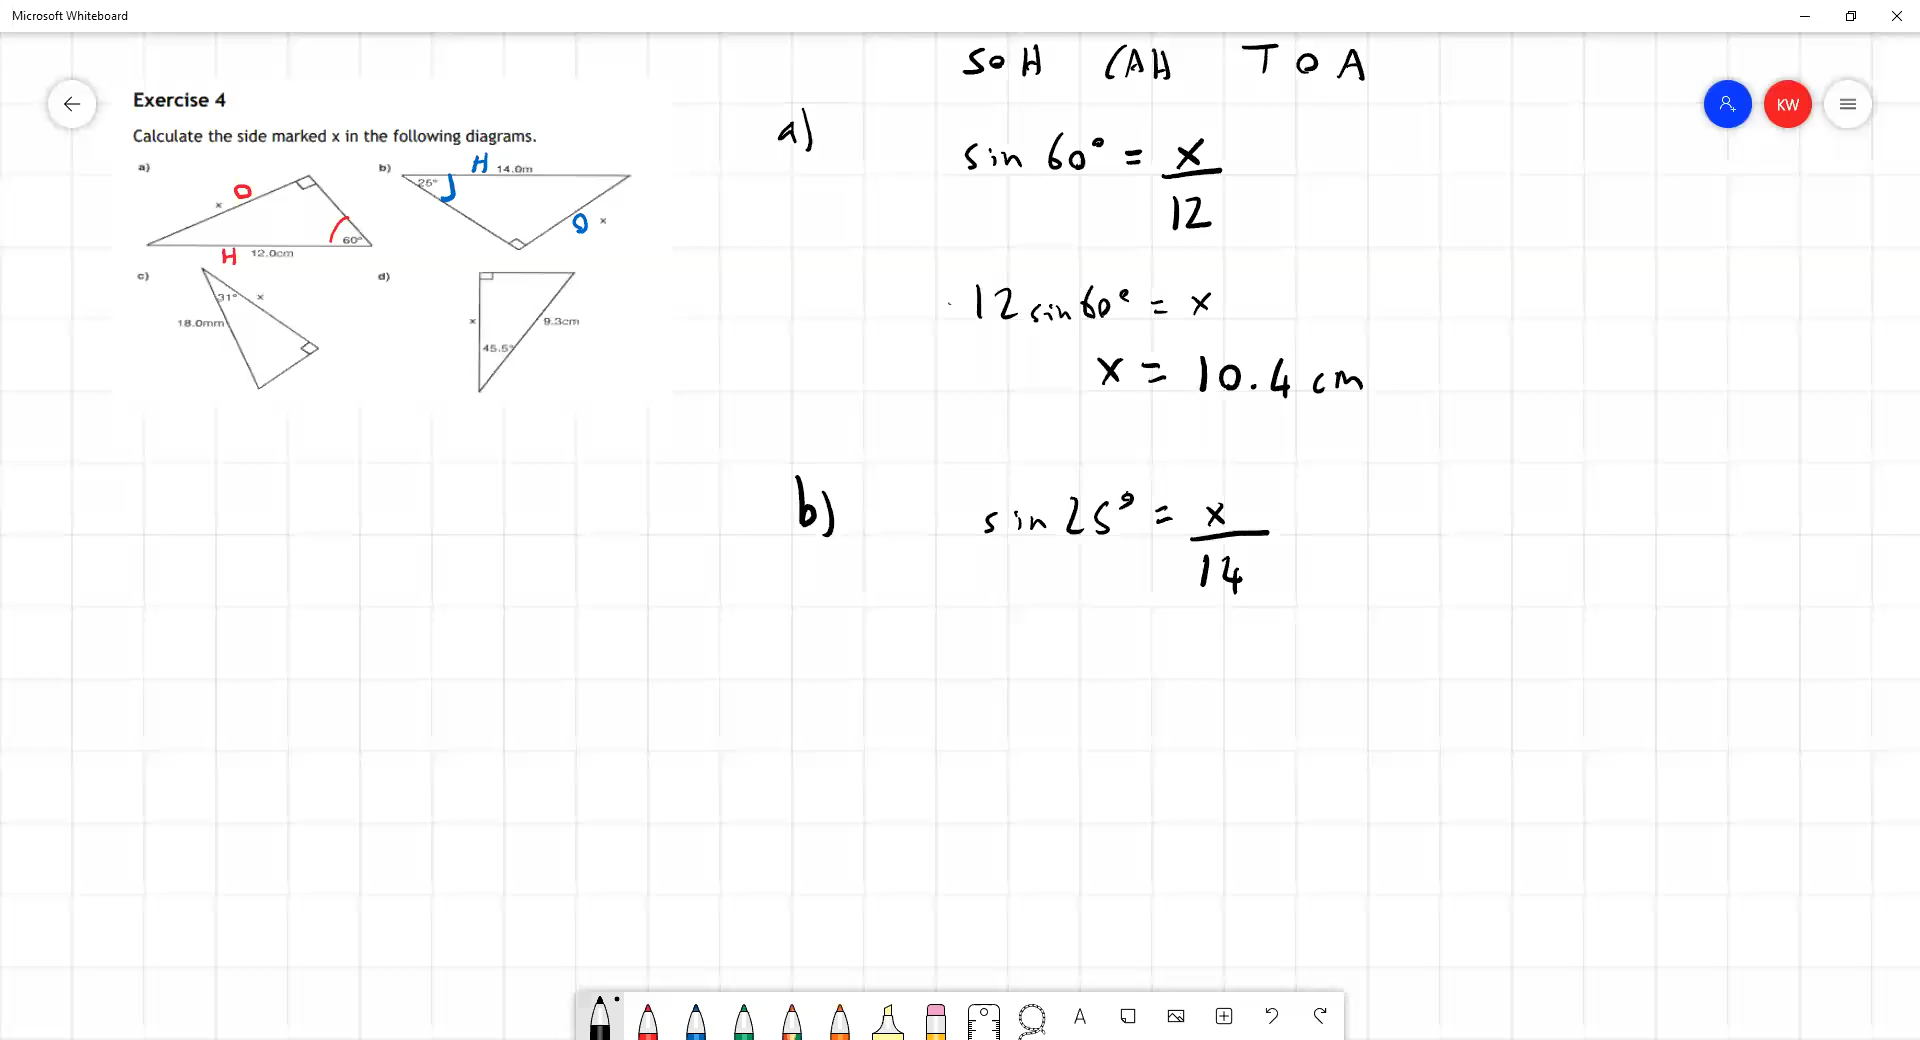 Microsoft Whiteboard
SOH CAH TOA
KW
Exercise 4
Calculate the side marked x in the following diagrams.
a)
x
O
60°
H
12.0cm
b)
H
14.0m
25°
O
x
c)
31°
x
18.0mm
d)
x
9.3cm
45.5°
a)
sin 60° = x
12
12 sin 60° = x
x = 10.4 cm
b)
sin 25° = x
14
A